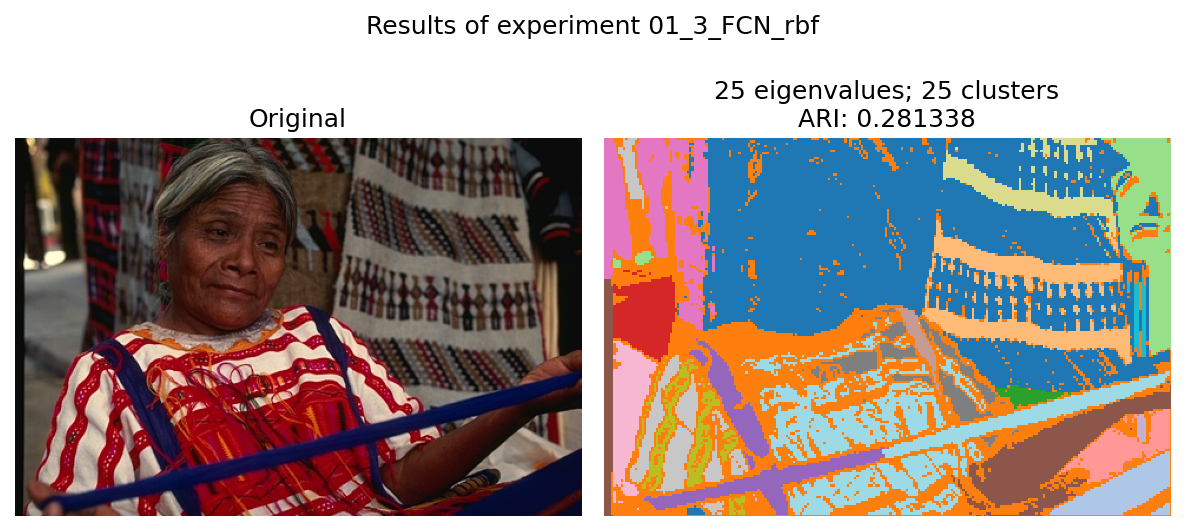 Results of experiment 01_3_FCN_rbf
Original
25 eigenvalues; 25 clusters
ARI: 0.281338